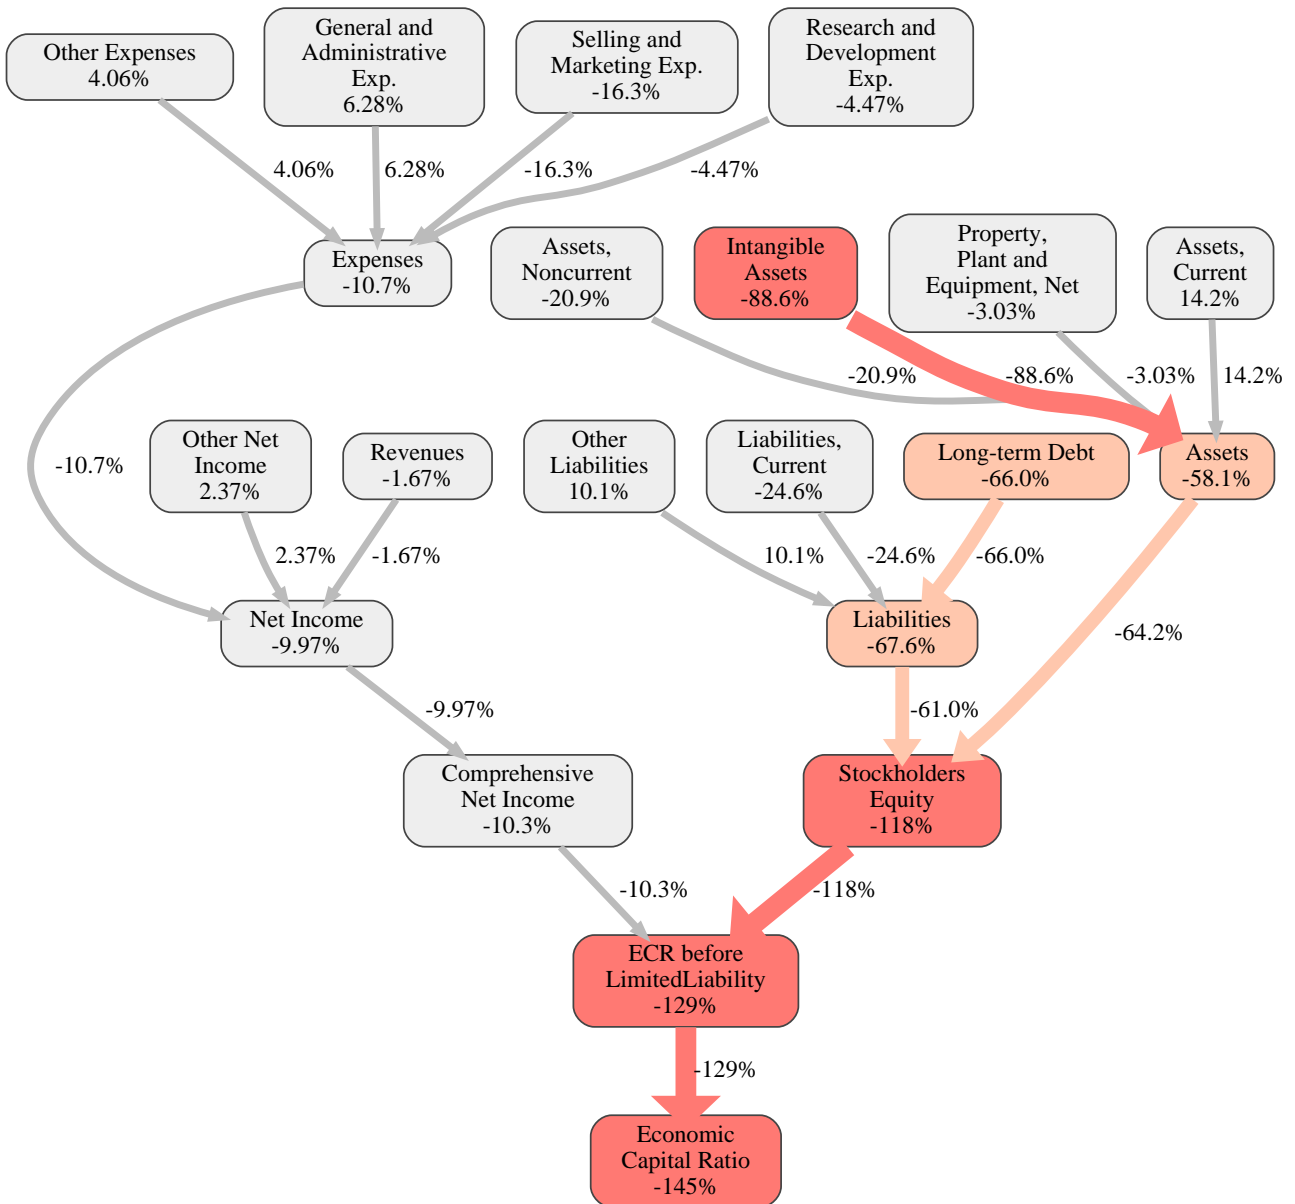 Other Expenses
4.06%
General and
Administrative
Exp.
6.28%
Selling and
Marketing Exp.
-16.3%
Research and
Development
Exp.
-4.47%
4.06%
6.28%
-16.3%
-4.47%
Expenses
-10.7%
Assets,
Noncurrent
-20.9%
Intangible
Assets
-88.6%
Property,
Plant and
Equipment, Net
-3.03%
Assets,
Current
14.2%
-20.9%
-88.6%
-3.03%
14.2%
-10.7%
Other Net
Income
2.37%
Revenues
-1.67%
Other
Liabilities
10.1%
Liabilities,
Current
-24.6%
Long-term Debt
-66.0%
Assets
-58.1%
2.37%
-1.67%
10.1%
-24.6%
-66.0%
Net Income
-9.97%
Liabilities
-67.6%
-64.2%
-9.97%
-61.0%
Comprehensive
Net Income
-10.3%
Stockholders
Equity
-118%
-10.3%
-118%
ECR before
LimitedLiability
-129%
-129%
Economic
Capital Ratio
-145%